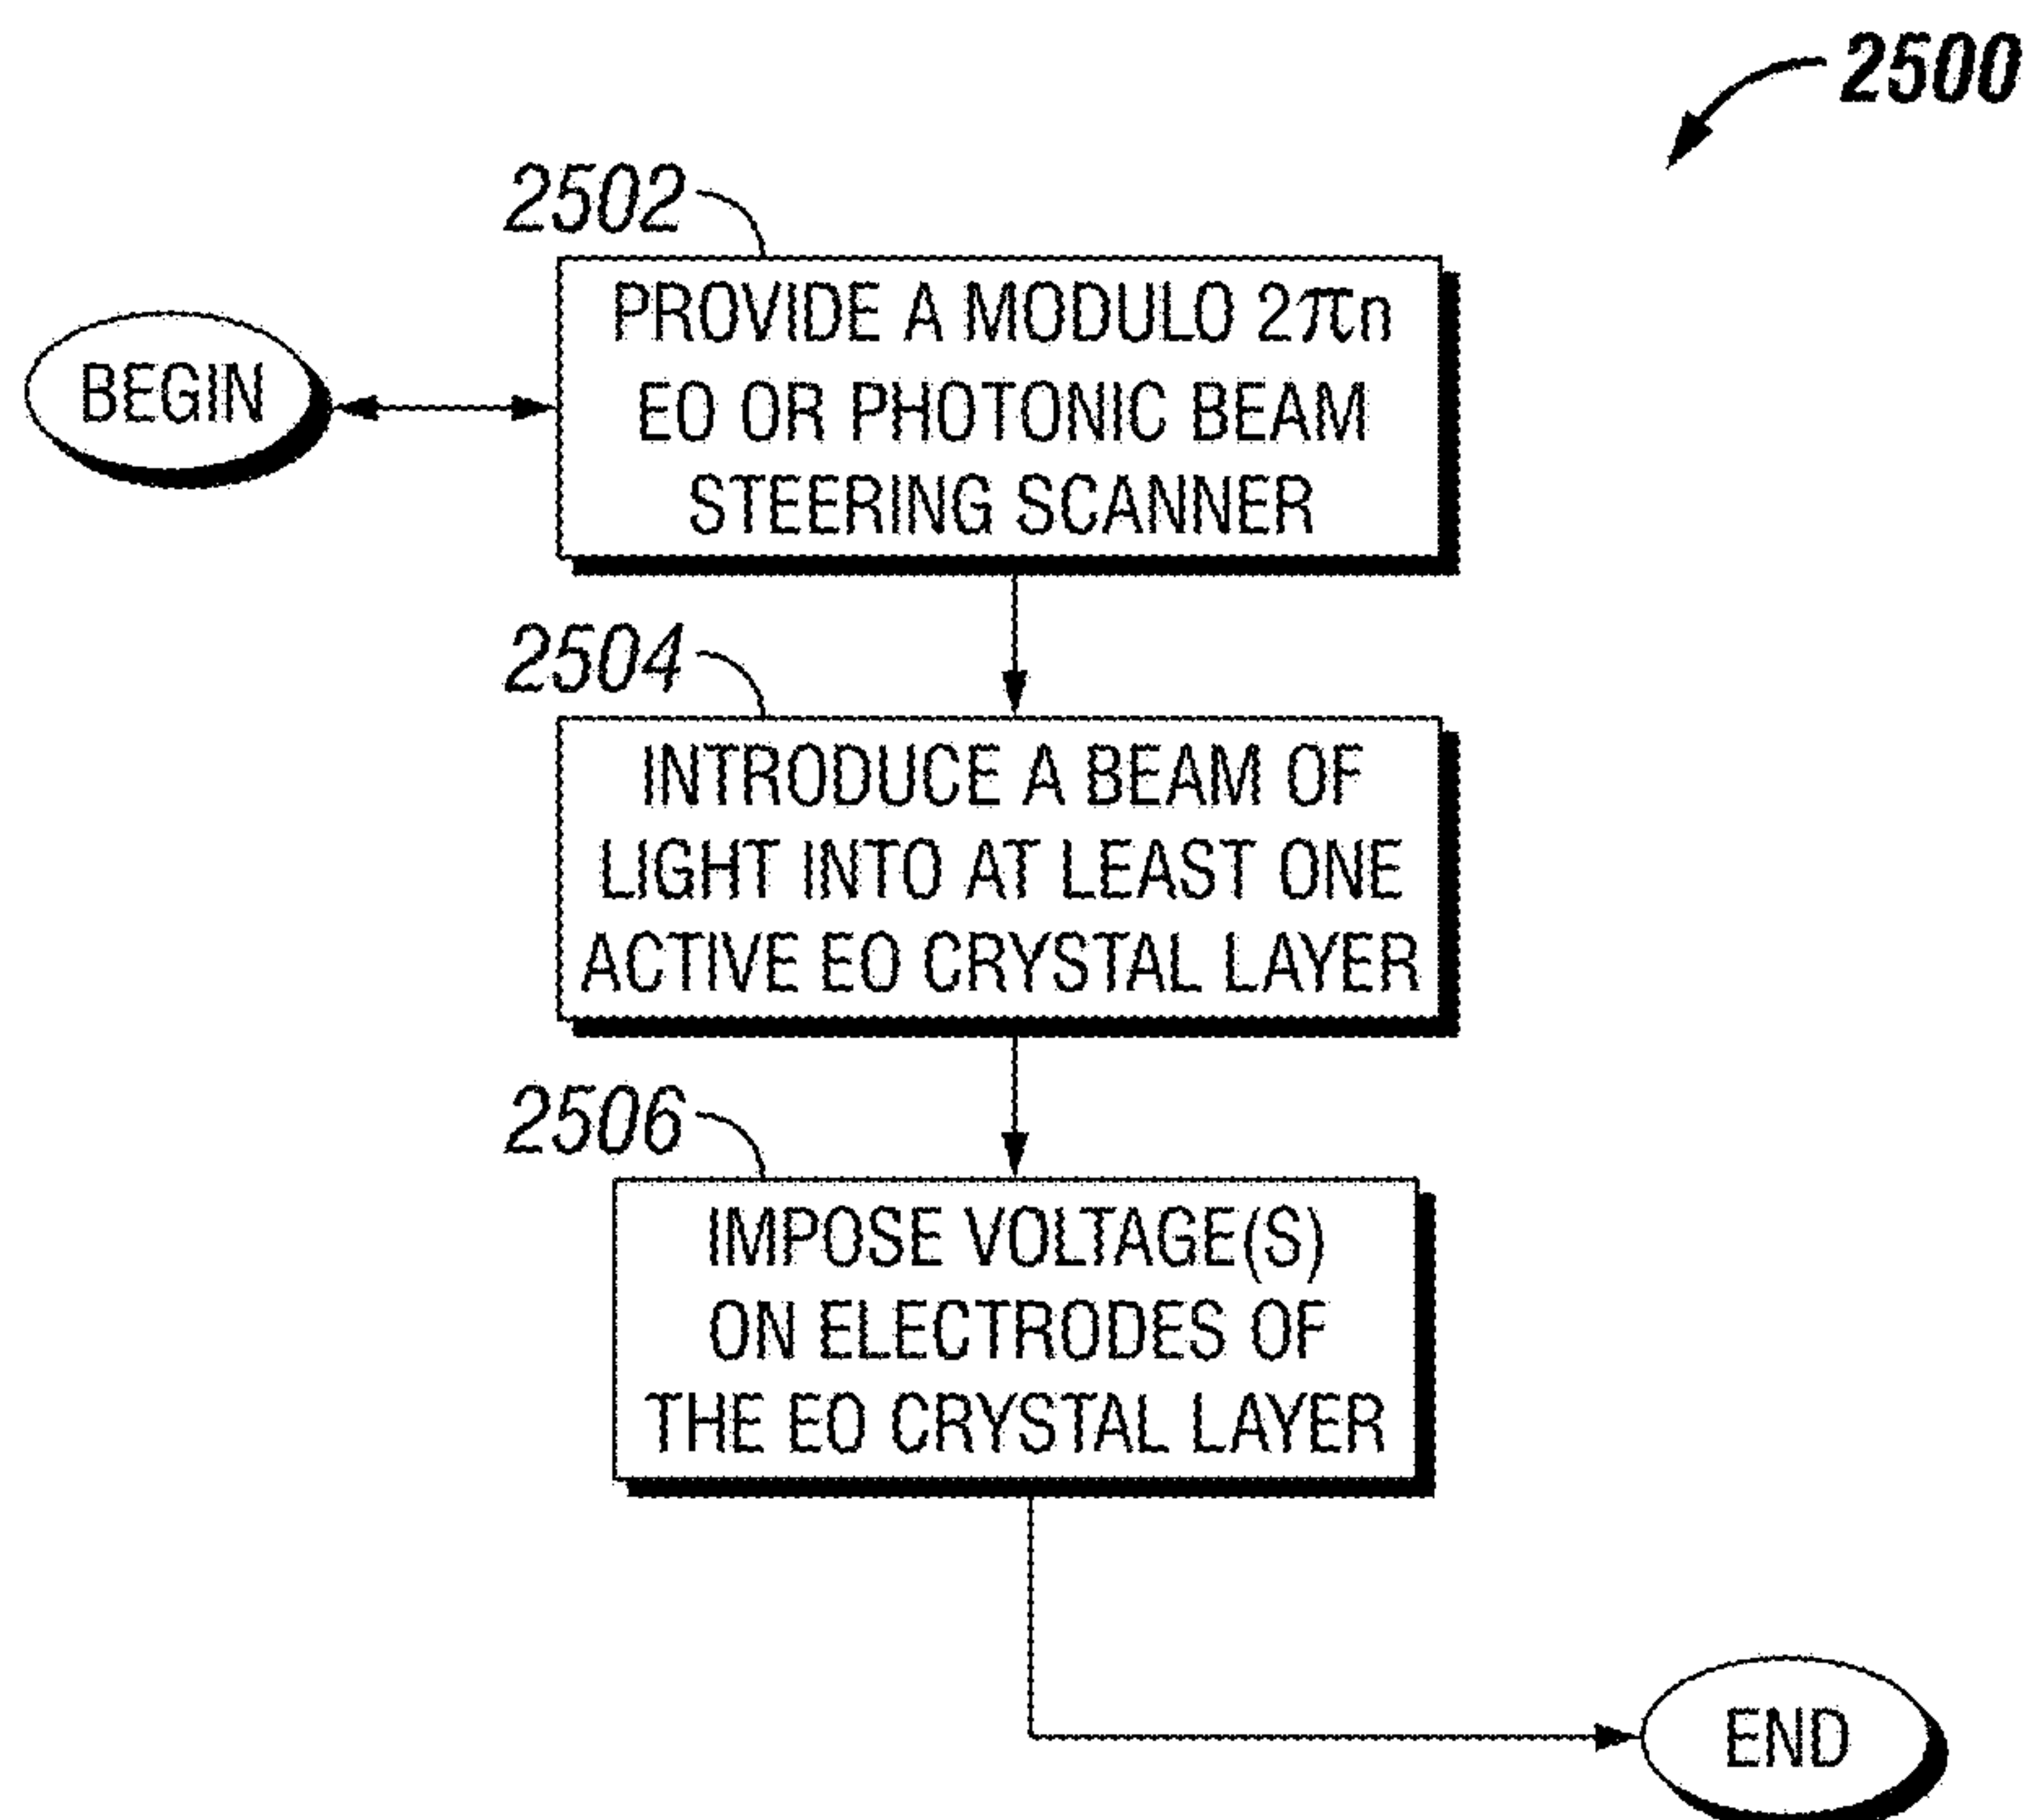 2500
2502
PROVIDE A MODULO 2πn
EO OR PHOTONIC BEAM
STEERING SCANNER
BEGIN
2504
INTRODUCE A BEAM OF
LIGHT INTO AT LEAST ONE
ACTIVE EO CRYSTAL LAYER
2506
IMPOSE VOLTAGE(S)
ON ELECTRODES OF
THE EO CRYSTAL LAYER
END